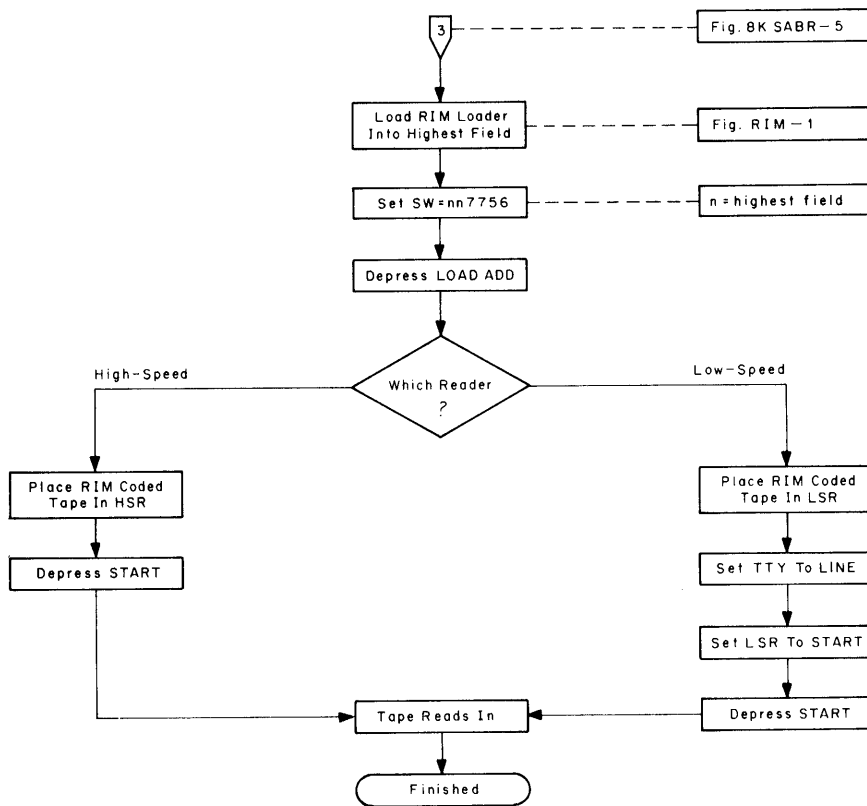 3
Fig. 8K SABR-5
Load RIM Loader
Into Highest Field
Fig. RIM-1
Set SW=nn7756
n = highest field
Depress LOAD ADD
High-Speed
Which Reader
?
Low-Speed
Place RIM Coded
Tape In HSR
Place RIM Coded
Tape In LSR
Depress START
Set TTY To LINE
Set LSR To START
Tape Reads In
Depress START
Finished